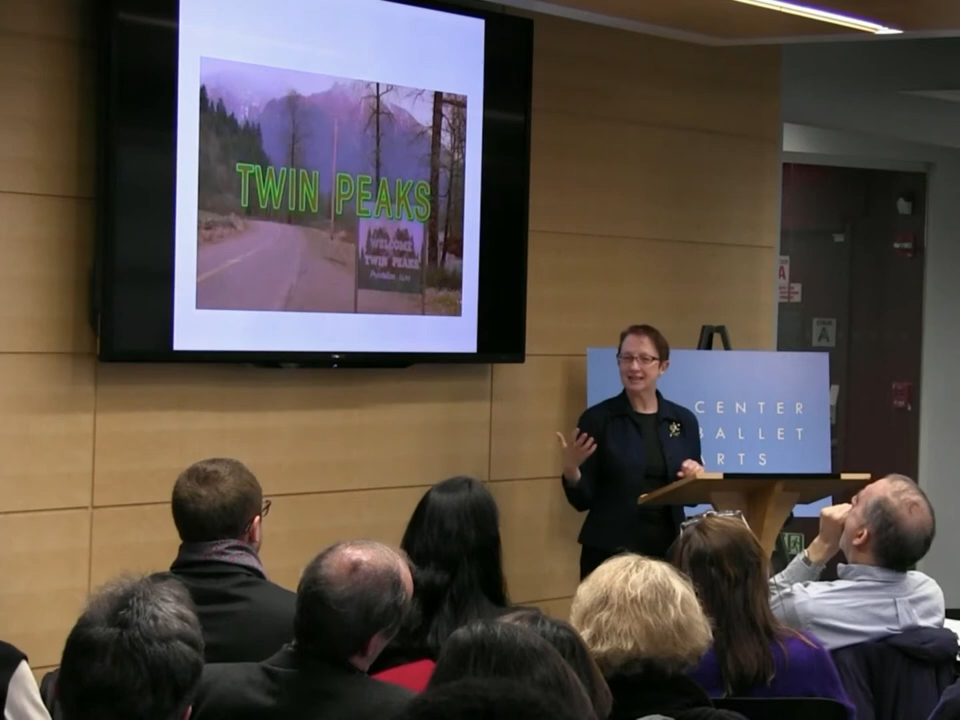 TWIN PEAKS
WELCOME
TWIN PEAKS
CENTER
BALLET
ARTS
A
A